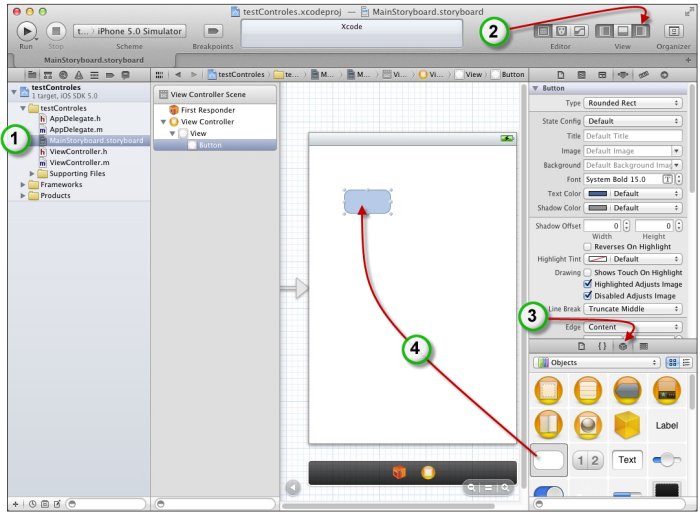 testControles.xcodeproj — MainStoryboard.storyboard
t... iPhone 5.0 Simulator
Xcode
2
Run Stop Scheme Breakpoints Editor View Organizer
1
MainStoryboard.storyboard
testControles te... M... M... Vi... Vi... View Button
testControles
1 target, iOS SDK 5.0
testControles
AppDelegate.h
AppDelegate.m
MainStoryboard.storyboard
ViewController.h
ViewController.m
Supporting Files
Frameworks
Products
View Controller Scene
First Responder
View Controller
View
Button
Button
Type Rounded Rect
State Config Default
Title Default Title
Image Default Image
Background Default Background Imag
Font System Bold 15.0
Text Color Default
Shadow Color Default
Shadow Offset 0 0
Width Height
Reverses On Highlight
Highlight Tint Default
Drawing Shows Touch On Highlight
Highlighted Adjusts Image
Disabled Adjusts Image
Line Break Truncate Middle
3
Edge Content
4
{ }
Objects
Label
1 2 Text